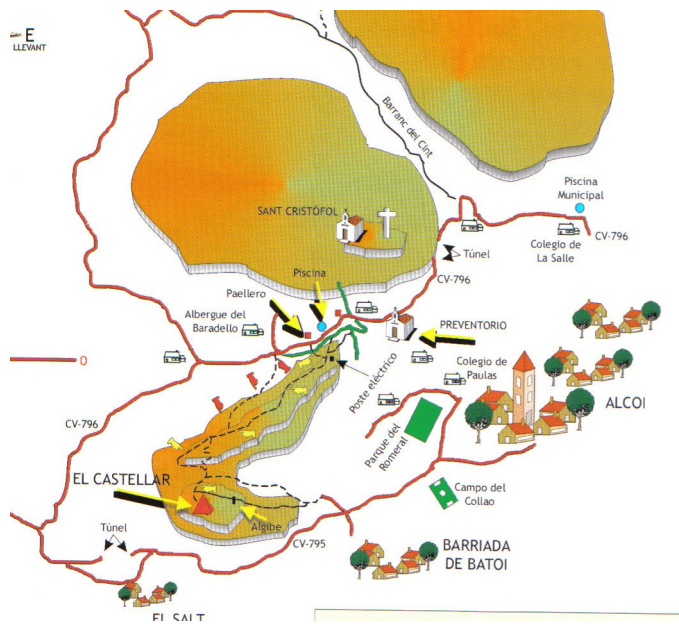 E
LLEVANT
Barranc del Cint
SANT CRISTÒFOL
Piscina
Municipal
Colegio de
La Salle
CV-796
Túnel
CV-796
Piscina
Paellero
Albergue del
Baradello
PREVENTORIO
Poste eléctrico
Colegio de
Paulas
ALCOI
O
CV-796
Parque del
Romeral
EL CASTELLAR
Campo del
Collao
Algibe
Túnel
CV-795
BARRIADA
DE BATOI
EL SALT